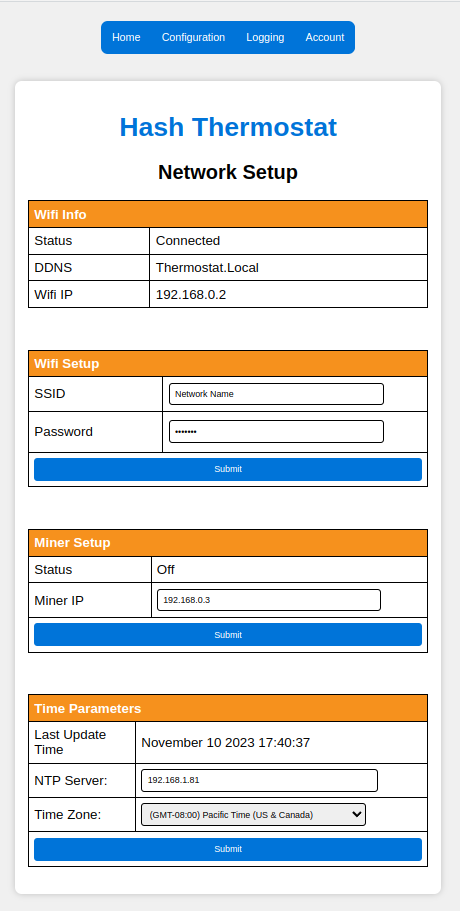 Home Configuration Logging Account
Hash Thermostat
Network Setup
Wifi Info
Status Connected
DDNS Thermostat.Local
Wifi IP 192.168.0.2
Wifi Setup
SSID Network Name
Password •••••••
Submit
Miner Setup
Status Off
Miner IP 192.168.0.3
Submit
Time Parameters
Last Update
Time
November 10 2023 17:40:37
NTP Server: 192.168.1.81
Time Zone: (GMT-08:00) Pacific Time (US & Canada)
Submit